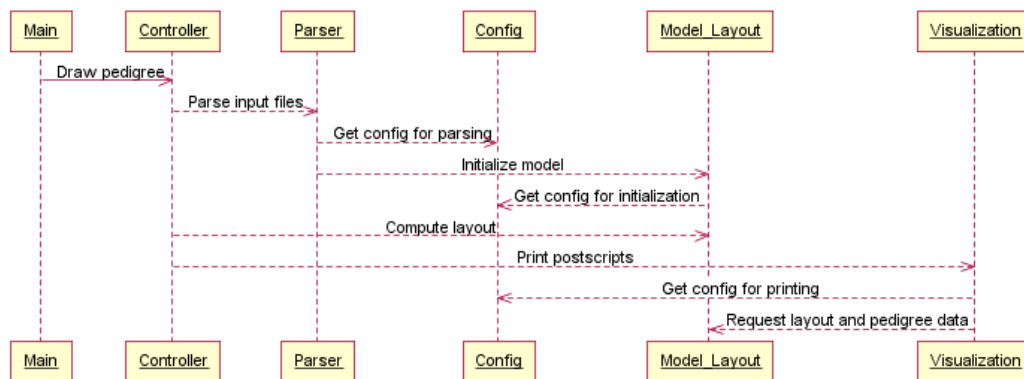 Main Controller Parser Config Model_Layout Visualization
Draw pedigree
Parse input files
Get config for parsing
Initialize model
Get config for initialization
Compute layout
Print postscripts
Get config for printing
Request layout and pedigree data
Main Controller Parser Config Model_Layout Visualization